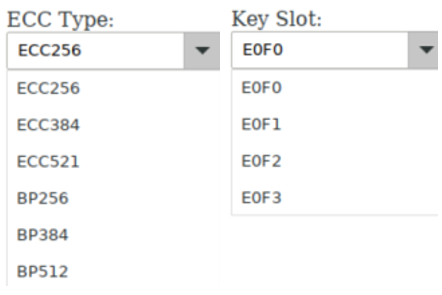 ECC Type:
ECC256
ECC256
ECC384
ECC521
BP256
BP384
BP512
Key Slot:
E0F0
E0F0
E0F1
E0F2
E0F3